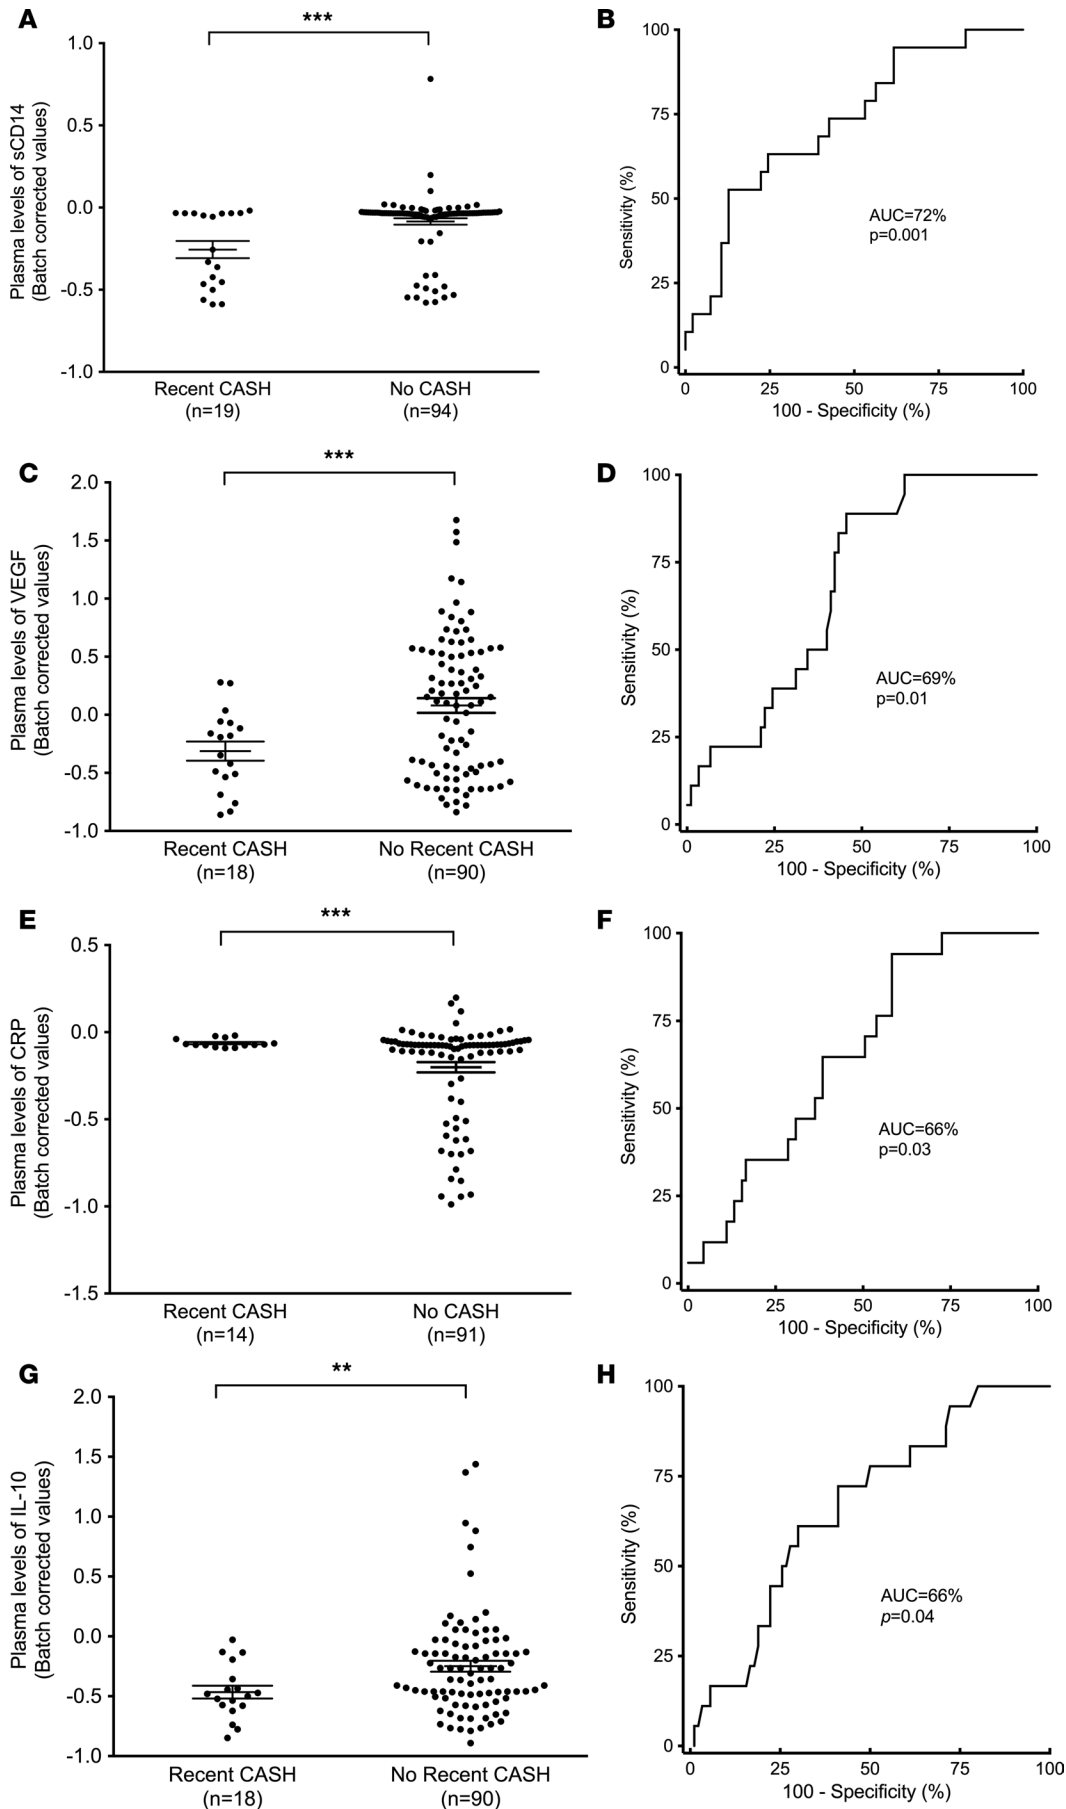 A
***
Plasma levels of sCD14
(Batch corrected values)
1.0
0.5
0.0
-0.5
-1.0
Recent CASH
(n=19)
No CASH
(n=94)
B
Sensitivity (%)
100
75
50
25
0
AUC=72%
p=0.001
0 25 50 75 100
100 - Specificity (%)
C
***
Plasma levels of VEGF
(Batch corrected values)
2.0
1.5
1.0
0.5
0.0
-0.5
-1.0
Recent CASH
(n=18)
No Recent CASH
(n=90)
D
Sensitivity (%)
100
75
50
25
0
AUC=69%
p=0.01
0 25 50 75 100
100 - Specificity (%)
E
***
Plasma levels of CRP
(Batch corrected values)
0.5
0.0
-0.5
-1.0
-1.5
Recent CASH
(n=14)
No CASH
(n=91)
F
Sensitivity (%)
100
75
50
25
0
AUC=66%
p=0.03
0 25 50 75 100
100 - Specificity (%)
G
**
Plasma levels of IL-10
(Batch corrected values)
2.0
1.5
1.0
0.5
0.0
-0.5
-1.0
Recent CASH
(n=18)
No Recent CASH
(n=90)
H
Sensitivity (%)
100
75
50
25
0
AUC=66%
p=0.04
0 25 50 75 100
100 - Specificity (%)